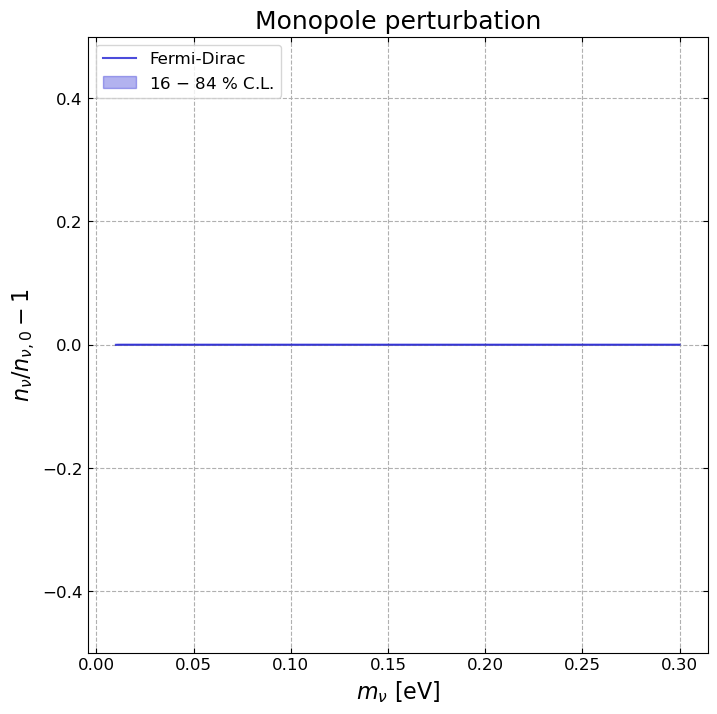 Monopole perturbation
Fermi-Dirac
16 − 84 % C.L.
0.4
0.2
0.0
−0.2
−0.4
nν/nν, 0 − 1
0.00 0.05 0.10 0.15 0.20 0.25 0.30
mν [eV]